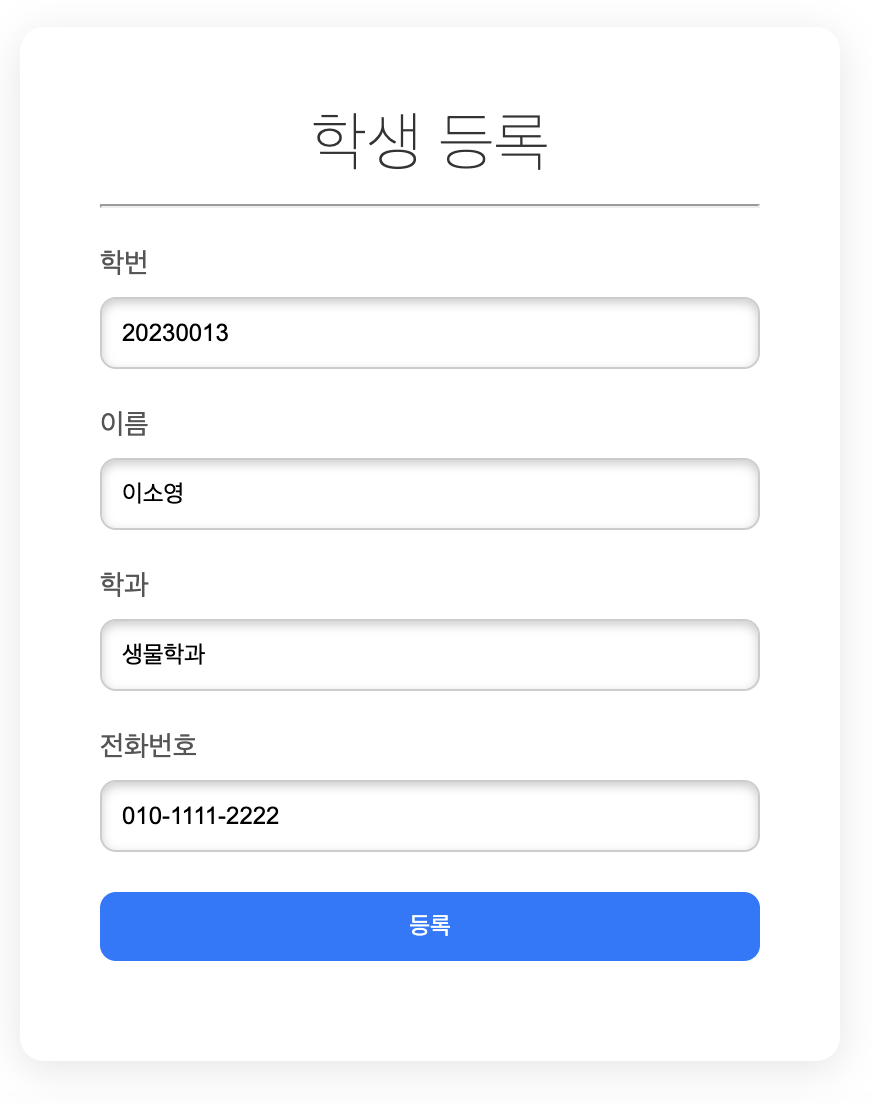 학생 등록
학번
20230013
이름
이소영
학과
생물학과
전화번호
010-1111-2222
등록